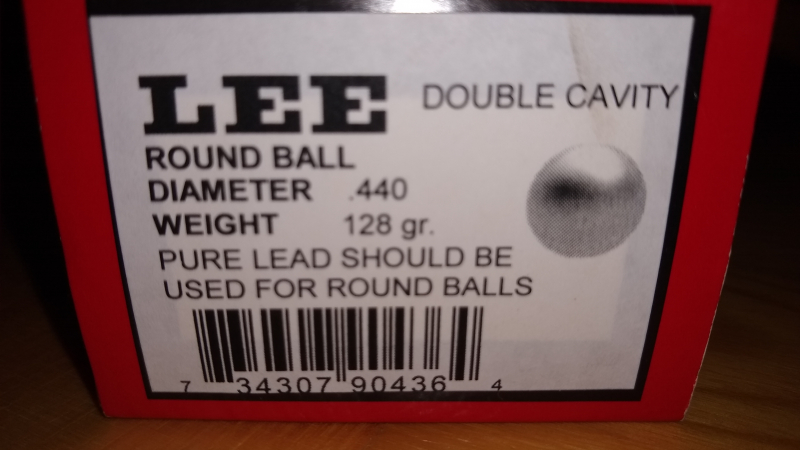 LEE DOUBLE CAVITY
ROUND BALL
DIAMETER .440
WEIGHT 128 gr.
PURE LEAD SHOULD BE
USED FOR ROUND BALLS
7 34307 90436 4